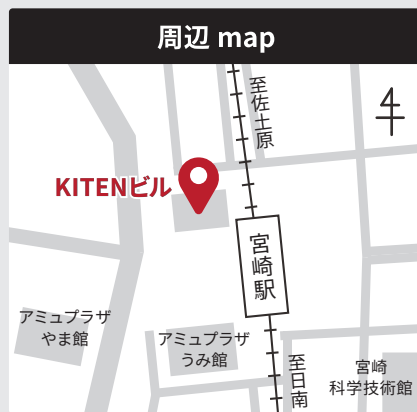 周辺 map
至佐土原
KITENビル
宮崎駅
アミュプラザ
やま館
アミュプラザ
うみ館
至日南
宮崎
科学技術館